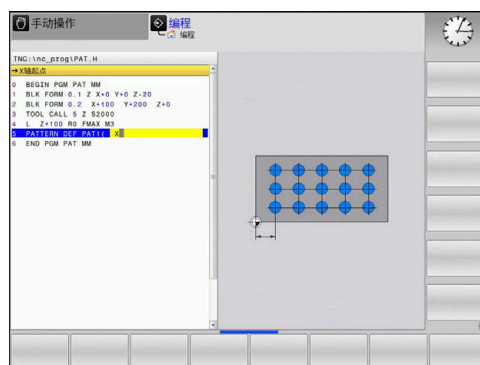 手动操作
编程
编程
TNC:\nc_prog\PAT.H
→X轴起点
0 BEGIN PGM PAT MM
1 BLK FORM 0.1 Z X+0 Y+0 Z-20
2 BLK FORM 0.2 X+100 Y+200 Z+0
3 TOOL CALL 5 Z S2000
4 L Z+100 R0 FMAX M3
5 PATTERN DEF PAT1( X
6 END PGM PAT MM